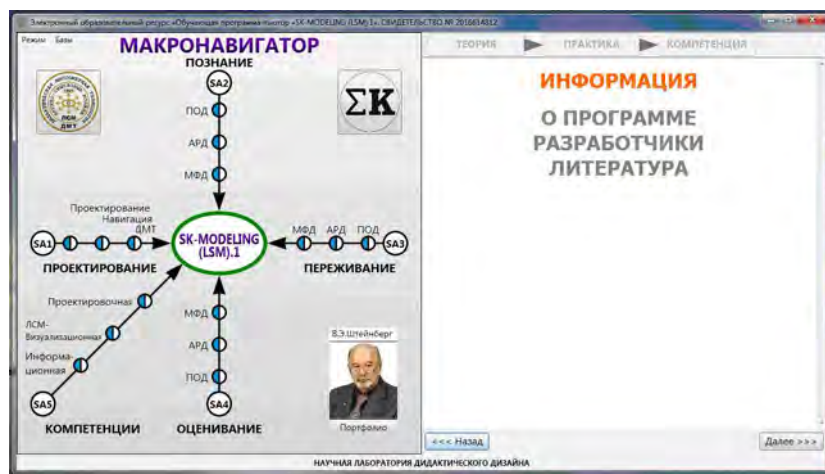 Электронный образовательный ресурс «Обучающая программа-тьютор «SK-MODELING (LSM) 1». СВИДЕТЕЛЬСТВО № 2016614812
Режим Базы
МАКРОНАВИГАТОР
ПОЗНАНИЕ
SA2
ЛСМ
ДМТ
ΣK
ПОД
АРД
МФД
Проектирование
Навигация
ДМТ
SA1
ПРОЕКТИРОВАНИЕ
SK-MODELING
(LSM).1
МФД АРД ПОД
SA3
ПЕРЕЖИВАНИЕ
Проектировочная
ЛСМ-
Визуализационная
Информа-
ционная
SA5
КОМПЕТЕНЦИИ
МФД
АРД
ПОД
SA4
ОЦЕНИВАНИЕ
В.Э.Штейнберг
Портфолио
ТЕОРИЯ ПРАКТИКА КОМПЕТЕНЦИЯ
ИНФОРМАЦИЯ
О ПРОГРАММЕ
РАЗРАБОТЧИКИ
ЛИТЕРАТУРА
<<< Назад
Далее >>>
НАУЧНАЯ ЛАБОРАТОРИЯ ДИДАКТИЧЕСКОГО ДИЗАЙНА